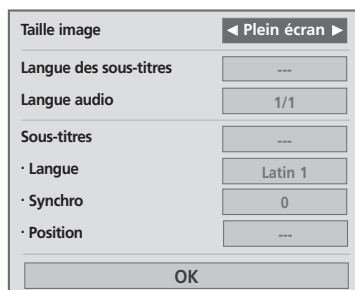 Taille image ◄ Plein écran ►
Langue des sous-titres ---
Langue audio 1/1
Sous-titres ---
· Langue Latin 1
· Synchro 0
· Position ---
OK